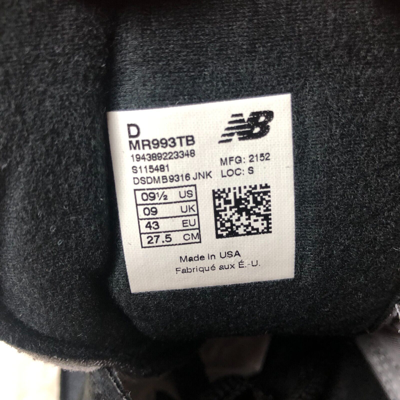 D
NB
MR993TB
194389223348
S115481
MFG: 2152
DSDMB9316 JNK
LOC: S
09½ US
09 UK
43 EU
27.5 CM
Made in USA
Fabriqué aux É.-U.